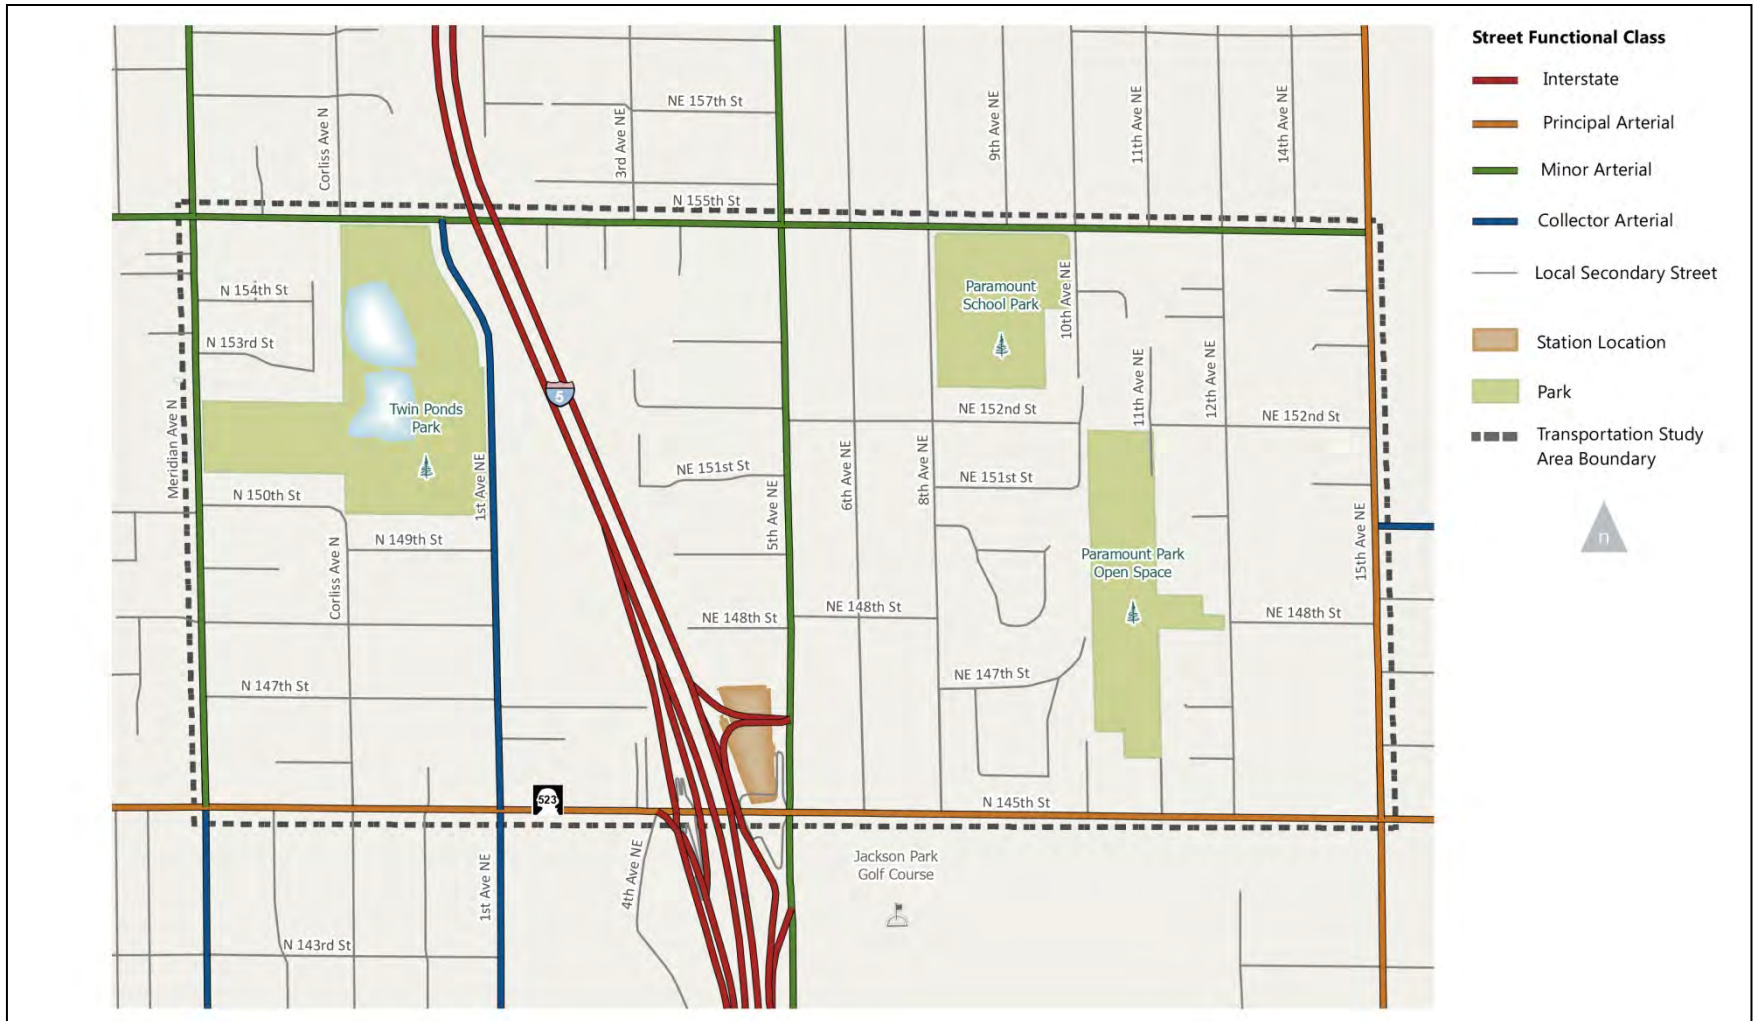 Street Functional Class
Interstate
Principal Arterial
Minor Arterial
Collector Arterial
Local Secondary Street
Station Location
Park
Transportation Study
Area Boundary
n
NE 157th St
Corliss Ave N
3rd Ave NE
9th Ave NE
11th Ave NE
14th Ave NE
N 155th St
N 154th St
N 153rd St
Paramount
School Park
10th Ave NE
5
Twin Ponds
Park
Meridian Ave N
1st Ave NE
NE 152nd St
11th Ave NE
12th Ave NE
NE 152nd St
NE 151st St
5th Ave NE
6th Ave NE
8th Ave NE
NE 151st St
N 150th St
N 149th St
Corliss Ave N
Paramount Park
Open Space
15th Ave NE
NE 148th St
NE 148th St
NE 148th St
N 147th St
NE 147th St
523
N 145th St
Jackson Park
Golf Course
1st Ave NE
4th Ave NE
N 143rd St